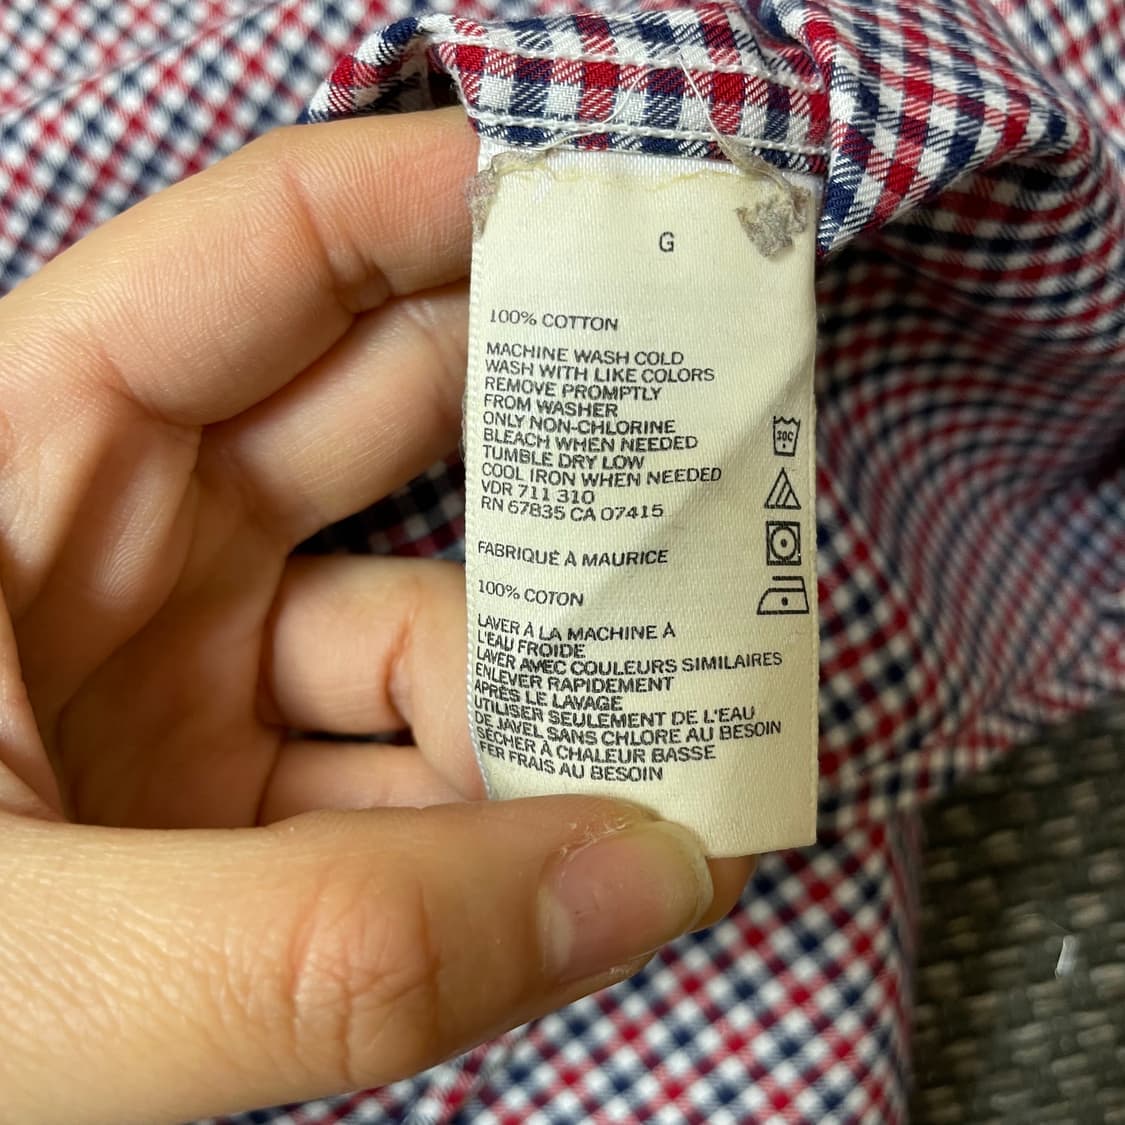 G
100% COTTON
MACHINE WASH COLD
WASH WITH LIKE COLORS
REMOVE PROMPTLY
FROM WASHER
ONLY NON-CHLORINE
BLEACH WHEN NEEDED
TUMBLE DRY LOW
COOL IRON WHEN NEEDED
VDR 711 310
RN 67835 CA 07415
30C
FABRIQUÉ À MAURICE
100% COTON
LAVER À LA MACHINE À
L'EAU FROIDE
LAVER AVEC COULEURS SIMILAIRES
ENLEVER RAPIDEMENT
APRÈS LE LAVAGE
UTILISER SEULEMENT DE L'EAU
DE JAVEL SANS CHLORE AU BESOIN
SÉCHER À CHALEUR BASSE
FER FRAIS AU BESOIN